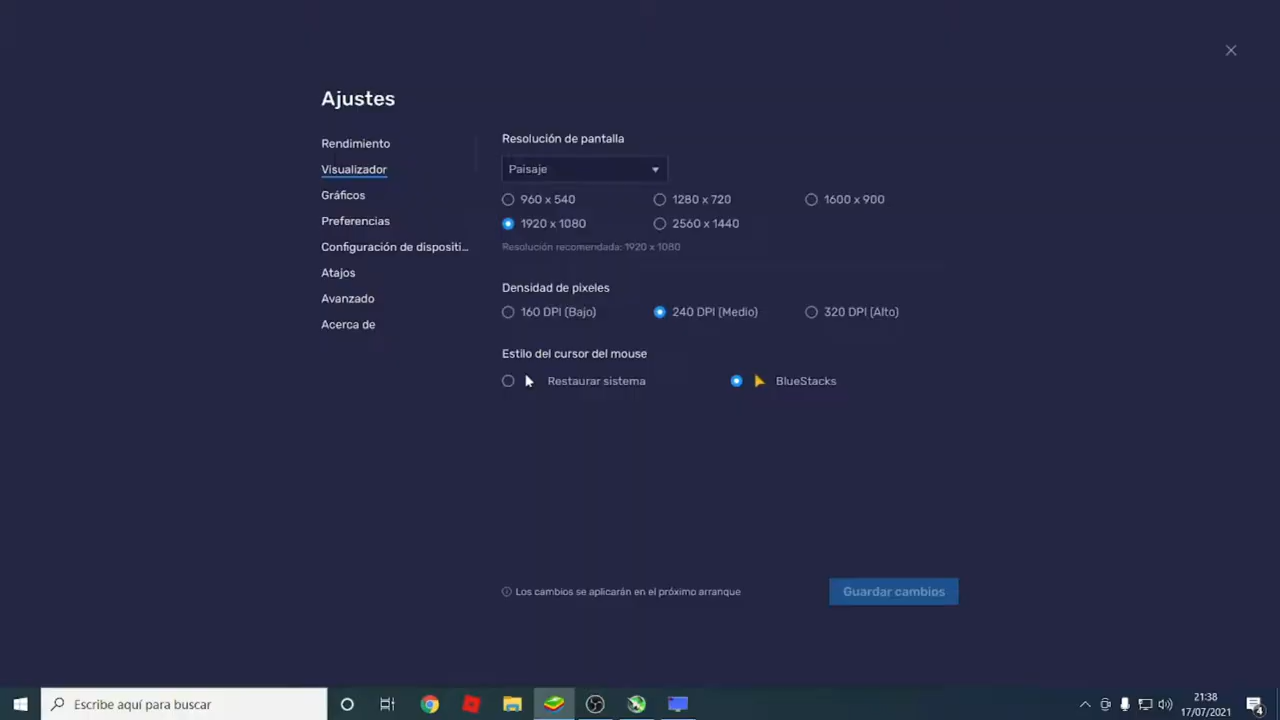 Ajustes
Rendimiento
Visualizador
Gráficos
Preferencias
Configuración de dispositi...
Atajos
Avanzado
Acerca de
Resolución de pantalla
Paisaje
960 x 540
1280 x 720
1600 x 900
1920 x 1080
2560 x 1440
Resolución recomendada: 1920 x 1080
Densidad de pixeles
160 DPI (Bajo)
240 DPI (Medio)
320 DPI (Alto)
Estilo del cursor del mouse
Restaurar sistema
BlueStacks
Los cambios se aplicarán en el próximo arranque
Guardar cambios
Escribe aquí para buscar
21:38
17/07/2021
4